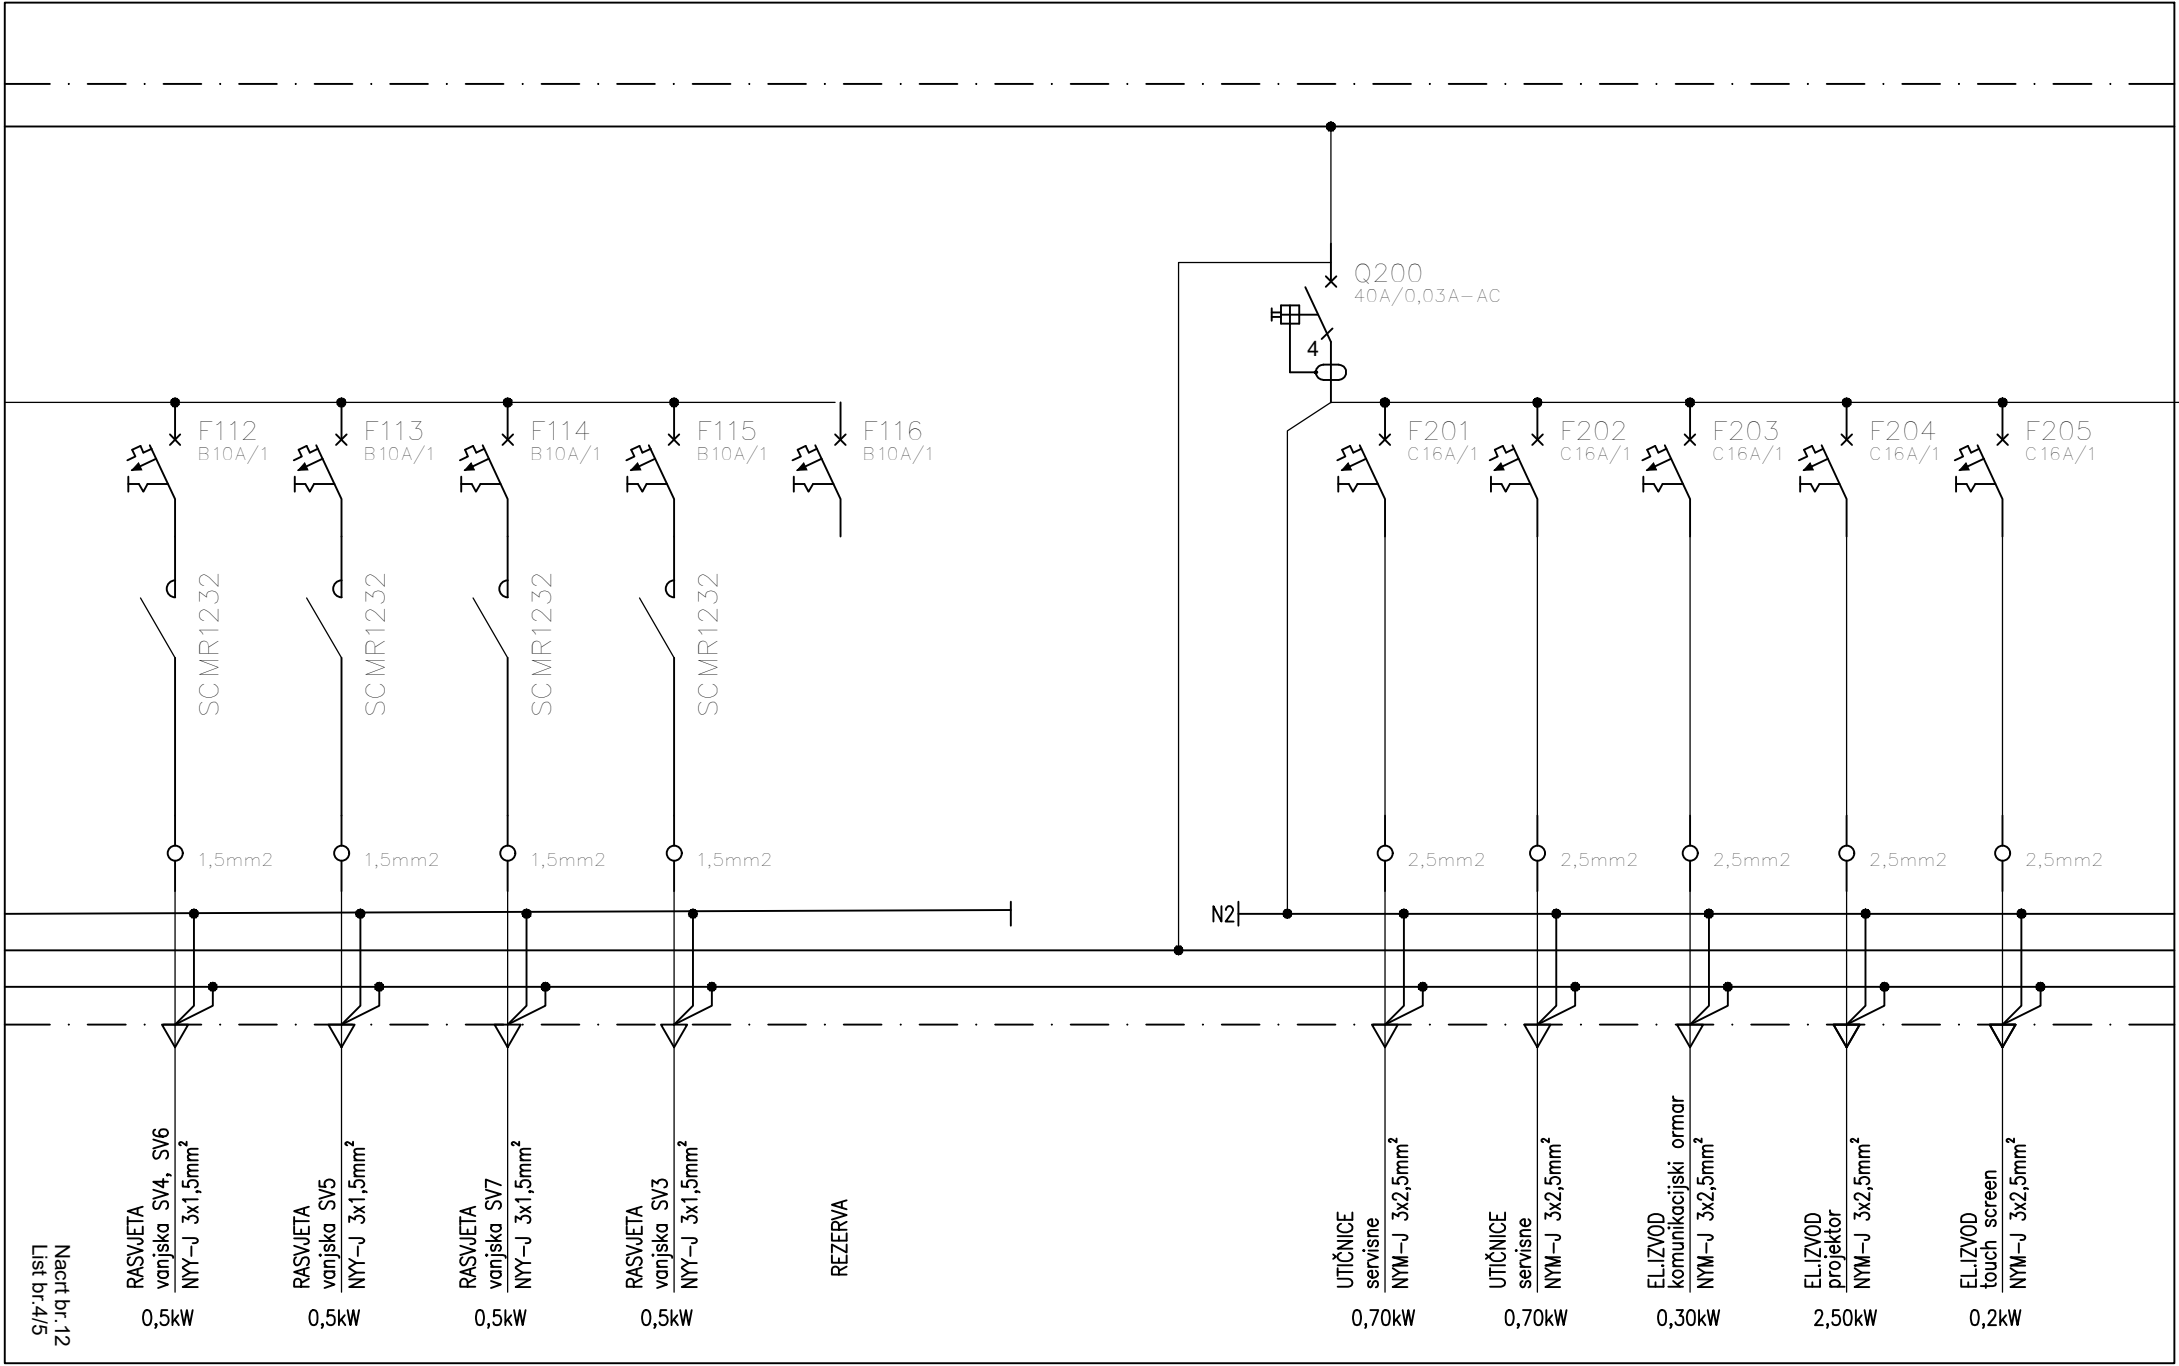 Q200
40A/0,03A-AC
4
F112
B10A/1
F113
B10A/1
F114
B10A/1
F115
B10A/1
F116
B10A/1
F201
C16A/1
F202
C16A/1
F203
C16A/1
F204
C16A/1
F205
C16A/1
SCMR1232
SCMR1232
SCMR1232
SCMR1232
1,5mm2
1,5mm2
1,5mm2
1,5mm2
2,5mm2
2,5mm2
2,5mm2
2,5mm2
2,5mm2
N2
RASVJETA
vanjska SV4, SV6
NYY-J 3x1,5mm²
RASVJETA
vanjska SV5
NYY-J 3x1,5mm²
RASVJETA
vanjska SV7
NYY-J 3x1,5mm²
RASVJETA
vanjska SV3
NYY-J 3x1,5mm²
REZERVA
UTIČNICE
servisne
NYM-J 3x2,5mm²
UTIČNICE
servisne
NYM-J 3x2,5mm²
EL.IZVOD
komunikacijski ormar
NYM-J 3x2,5mm²
EL.IZVOD
projektor
NYM-J 3x2,5mm²
EL.IZVOD
touch screen
NYM-J 3x2,5mm²
0,5kW
0,5kW
0,5kW
0,5kW
0,70kW
0,70kW
0,30kW
2,50kW
0,2kW
Nacrt br.12
List br.4/5